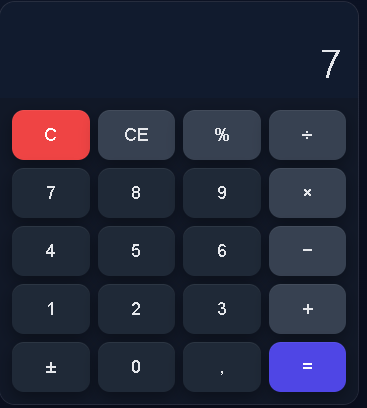 7
C CE % ÷
7 8 9 ×
4 5 6 −
1 2 3 +
± 0 , =